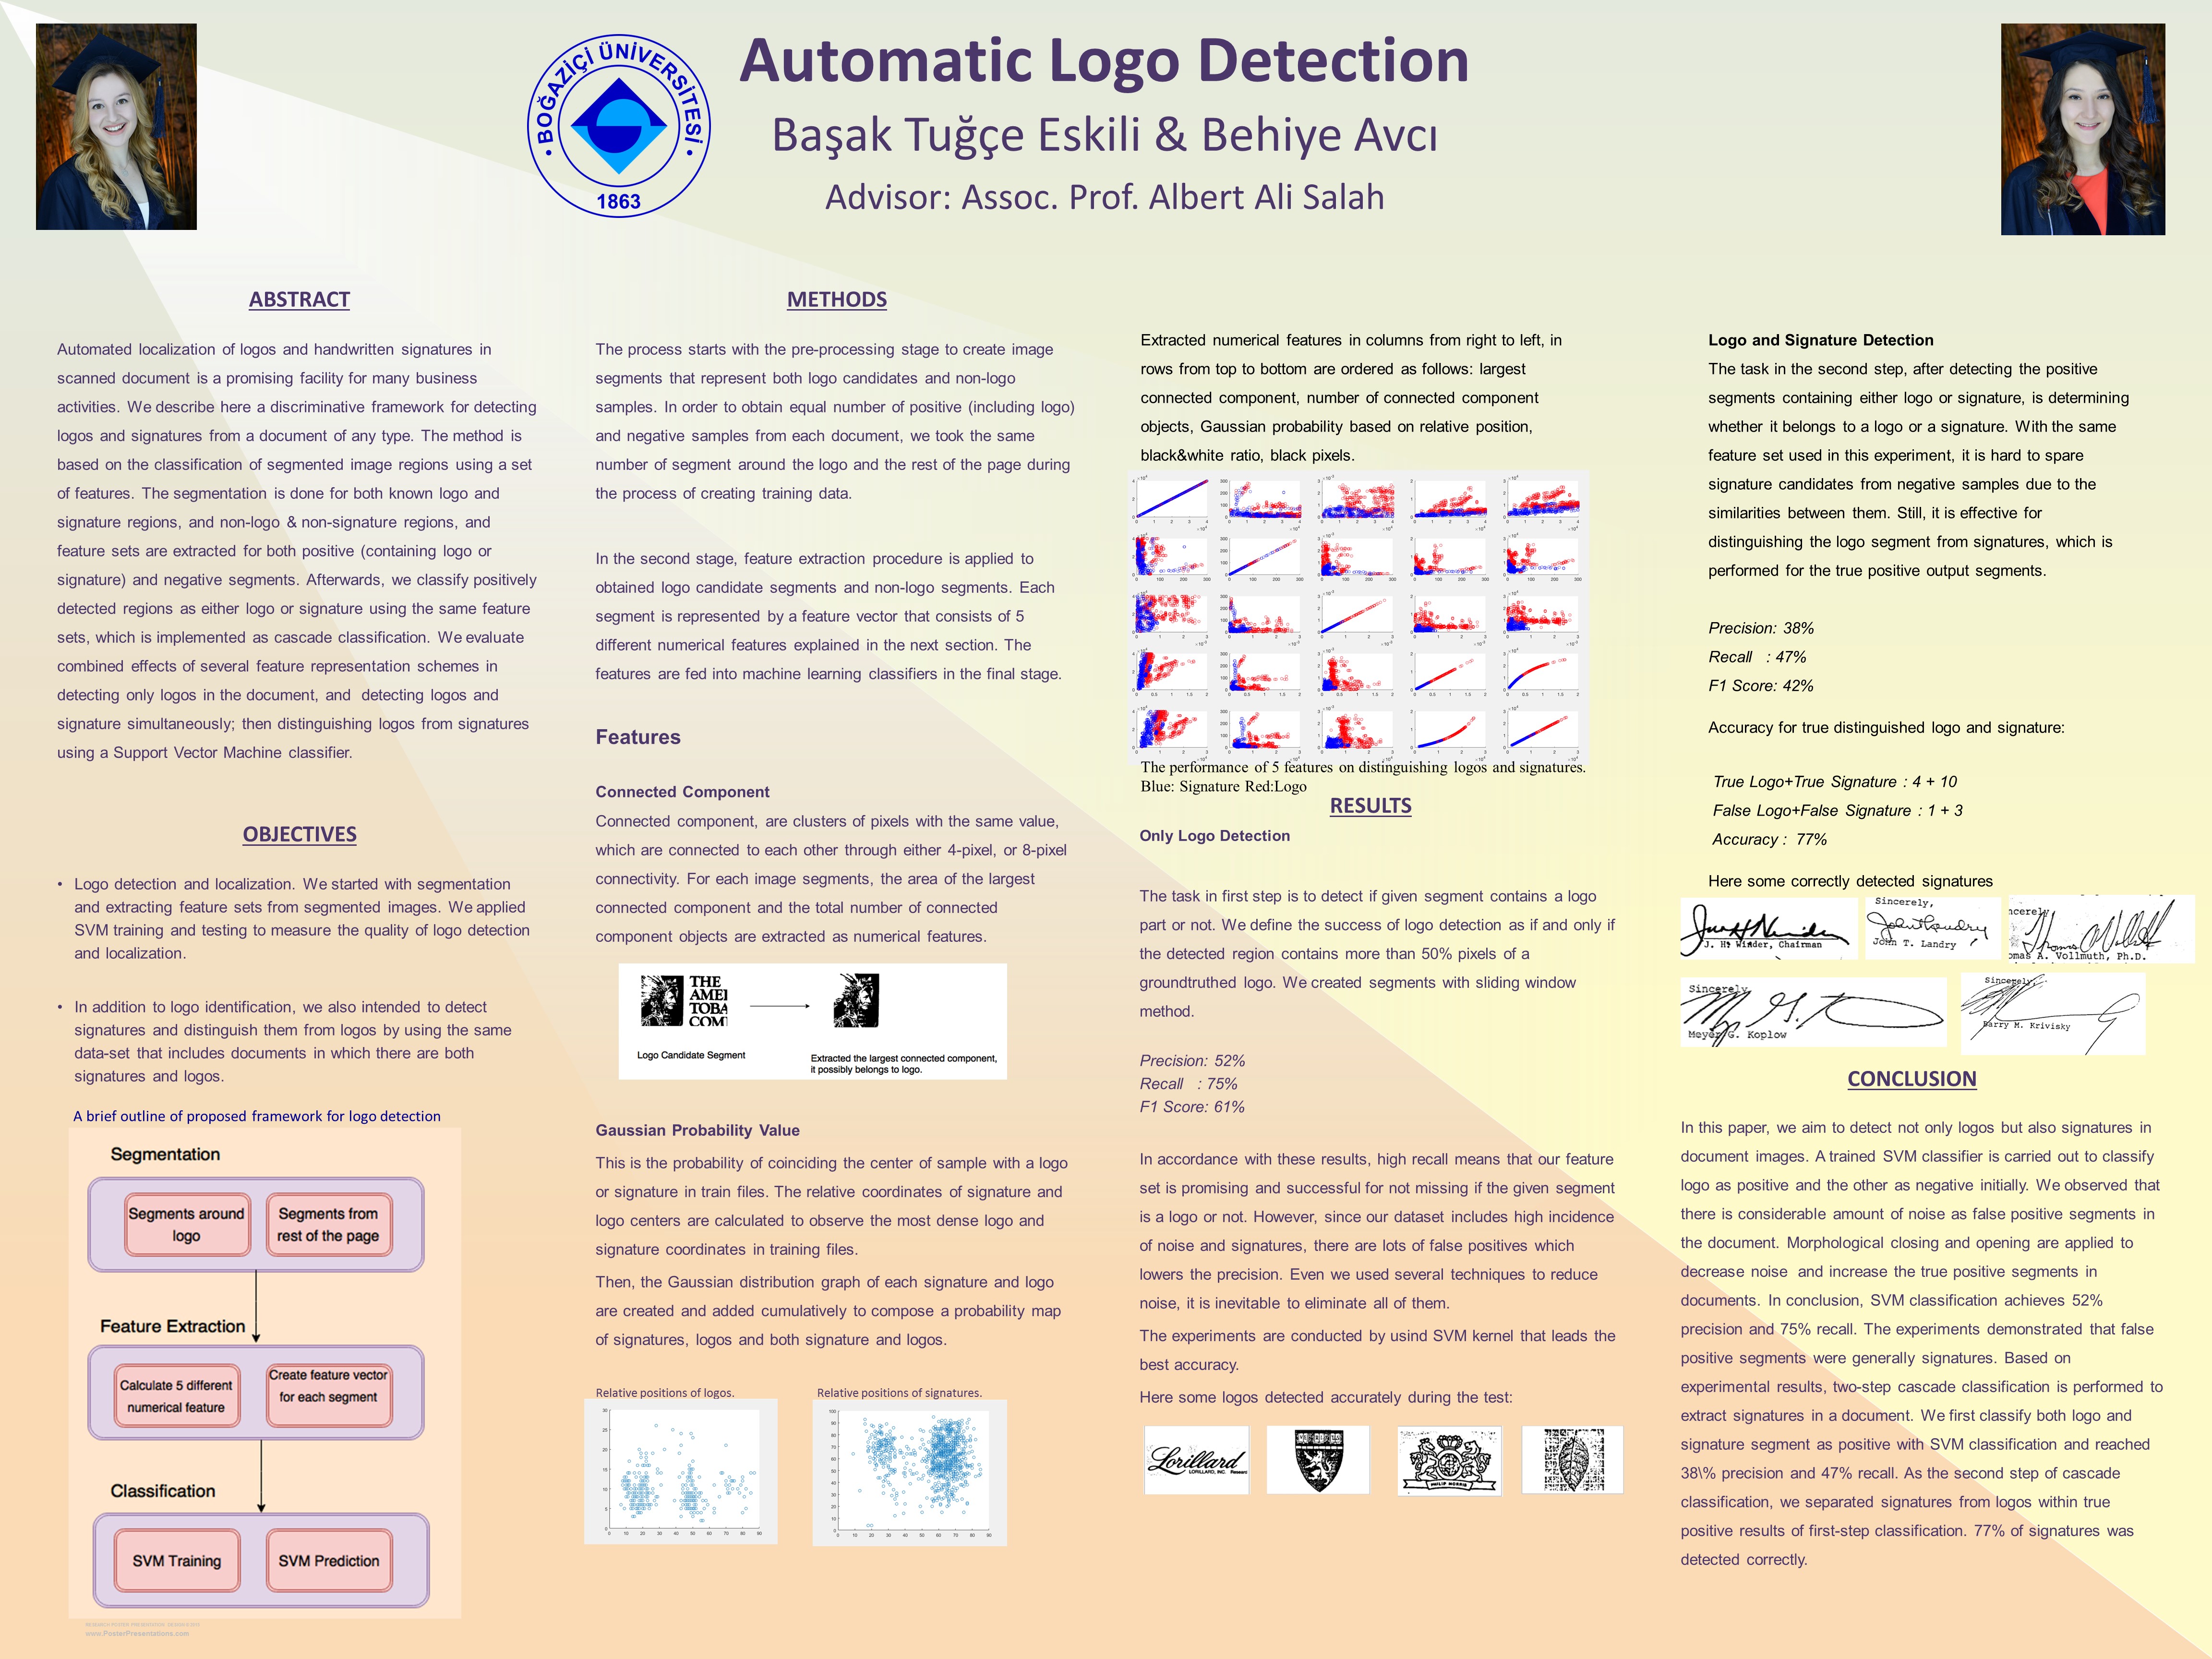 BOĞAZİÇİ ÜNİVERSİTESİ
1863
Automatic Logo Detection
Başak Tuğçe Eskili & Behiye Avcı
Advisor: Assoc. Prof. Albert Ali Salah
ABSTRACT
Automated localization of logos and handwritten signatures in
scanned document is a promising facility for many business
activities. We describe here a discriminative framework for detecting
logos and signatures from a document of any type. The method is
based on the classification of segmented image regions using a set
of features. The segmentation is done for both known logo and
signature regions, and non-logo & non-signature regions, and
feature sets are extracted for both positive (containing logo or
signature) and negative segments. Afterwards, we classify positively
detected regions as either logo or signature using the same feature
sets, which is implemented as cascade classification. We evaluate
combined effects of several feature representation schemes in
detecting only logos in the document, and detecting logos and
signature simultaneously; then distinguishing logos from signatures
using a Support Vector Machine classifier.
OBJECTIVES
• Logo detection and localization. We started with segmentation
and extracting feature sets from segmented images. We applied
SVM training and testing to measure the quality of logo detection
and localization.
• In addition to logo identification, we also intended to detect
signatures and distinguish them from logos by using the same
data-set that includes documents in which there are both
signatures and logos.
A brief outline of proposed framework for logo detection
Segmentation
Segments around
logo
Segments from
rest of the page
Feature Extraction
Calculate 5 different
numerical feature
Create feature vector
for each segment
Classification
SVM Training
SVM Prediction
www.PosterPresentations.com
METHODS
The process starts with the pre-processing stage to create image
segments that represent both logo candidates and non-logo
samples. In order to obtain equal number of positive (including logo)
and negative samples from each document, we took the same
number of segment around the logo and the rest of the page during
the process of creating training data.
In the second stage, feature extraction procedure is applied to
obtained logo candidate segments and non-logo segments. Each
segment is represented by a feature vector that consists of 5
different numerical features explained in the next section. The
features are fed into machine learning classifiers in the final stage.
Features
Connected Component
Connected component, are clusters of pixels with the same value,
which are connected to each other through either 4-pixel, or 8-pixel
connectivity. For each image segments, the area of the largest
connected component and the total number of connected
component objects are extracted as numerical features.
THE
AMEI
TOBA
COM
Logo Candidate Segment
Extracted the largest connected component,
it possibly belongs to logo.
Gaussian Probability Value
This is the probability of coinciding the center of sample with a logo
or signature in train files. The relative coordinates of signature and
logo centers are calculated to observe the most dense logo and
signature coordinates in training files.
Then, the Gaussian distribution graph of each signature and logo
are created and added cumulatively to compose a probability map
of signatures, logos and both signature and logos.
Relative positions of logos.
Relative positions of signatures.
Extracted numerical features in columns from right to left, in
rows from top to bottom are ordered as follows: largest
connected component, number of connected component
objects, Gaussian probability based on relative position,
black&white ratio, black pixels.
The performance of 5 features on distinguishing logos and signatures.
Blue: Signature Red:Logo
RESULTS
Only Logo Detection
The task in first step is to detect if given segment contains a logo
part or not. We define the success of logo detection as if and only if
the detected region contains more than 50% pixels of a
groundtruthed logo. We created segments with sliding window
method.
Precision: 52%
Recall : 75%
F1 Score: 61%
In accordance with these results, high recall means that our feature
set is promising and successful for not missing if the given segment
is a logo or not. However, since our dataset includes high incidence
of noise and signatures, there are lots of false positives which
lowers the precision. Even we used several techniques to reduce
noise, it is inevitable to eliminate all of them.
The experiments are conducted by usind SVM kernel that leads the
best accuracy.
Here some logos detected accurately during the test:
Lorillard
LORILLARD, INC. Researc
PHILIP MORRIS
Logo and Signature Detection
The task in the second step, after detecting the positive
segments containing either logo or signature, is determining
whether it belongs to a logo or a signature. With the same
feature set used in this experiment, it is hard to spare
signature candidates from negative samples due to the
similarities between them. Still, it is effective for
distinguishing the logo segment from signatures, which is
performed for the true positive output segments.
Precision: 38%
Recall : 47%
F1 Score: 42%
Accuracy for true distinguished logo and signature:
True Logo+True Signature : 4 + 10
False Logo+False Signature : 1 + 3
Accuracy : 77%
Here some correctly detected signatures
J. H. Winder, Chairman
Sincerely,
John T. Landry
ncerely,
omas A. Vollmuth, Ph.D.
Sincerely,
Meyer G. Koplow
Sincerely,
Barry M. Krivisky
CONCLUSION
In this paper, we aim to detect not only logos but also signatures in
document images. A trained SVM classifier is carried out to classify
logo as positive and the other as negative initially. We observed that
there is considerable amount of noise as false positive segments in
the document. Morphological closing and opening are applied to
decrease noise and increase the true positive segments in
documents. In conclusion, SVM classification achieves 52%
precision and 75% recall. The experiments demonstrated that false
positive segments were generally signatures. Based on
experimental results, two-step cascade classification is performed to
extract signatures in a document. We first classify both logo and
signature segment as positive with SVM classification and reached
38\% precision and 47% recall. As the second step of cascade
classification, we separated signatures from logos within true
positive results of first-step classification. 77% of signatures was
detected correctly.